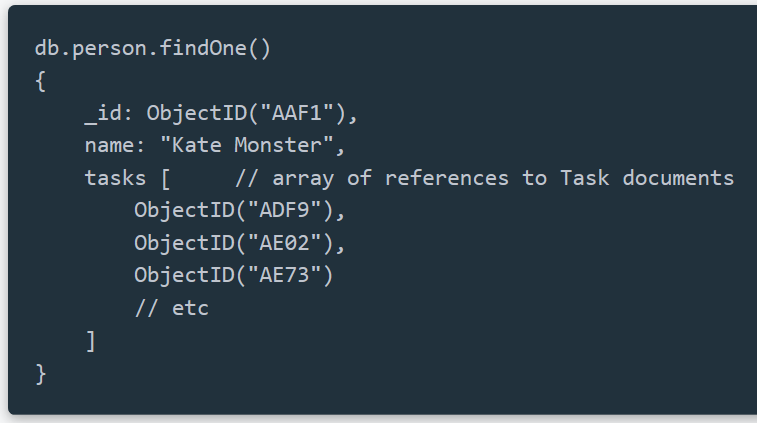 db.person.findOne()
{
    _id: ObjectID("AAF1"),
    name: "Kate Monster",
    tasks [     // array of references to Task documents
        ObjectID("ADF9"),
        ObjectID("AE02"),
        ObjectID("AE73")
        // etc
    ]
}